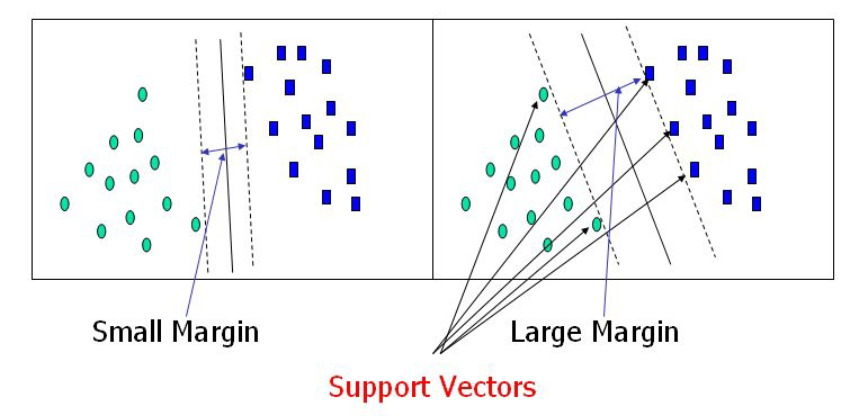 Small Margin
Large Margin
Support Vectors